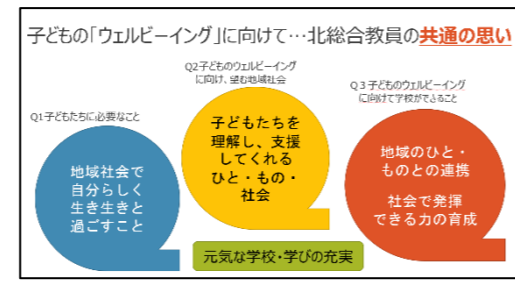 子どもの「ウェルビーイング」に向けて…北総合教員の共通の思い
Q1子どもたちに必要なこと
地域社会で
自分らしく
生き生きと
過ごすこと
Q2子どものウェルビーイング
に向け、望む地域社会
子どもたちを
理解し、支援
してくれる
ひと・もの・
社会
Q3子どものウェルビーイング
に向けて学校ができること
地域のひと・
ものとの連携
社会で発揮
できる力の育成
元気な学校・学びの充実